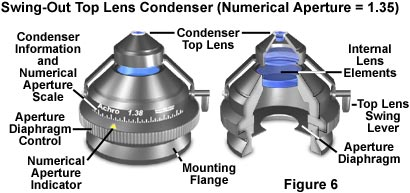 Swing-Out Top Lens Condenser (Numerical Aperture = 1.35)
Condenser
Information
and
Numerical
Aperture
Scale
Aperture
Diaphragm
Control
Numerical
Aperture
Indicator
Condenser
Top Lens
Achro 1.38
Mounting
Flange
Internal
Lens
Elements
Top Lens
Swing
Lever
Aperture
Diaphragm
Figure 6